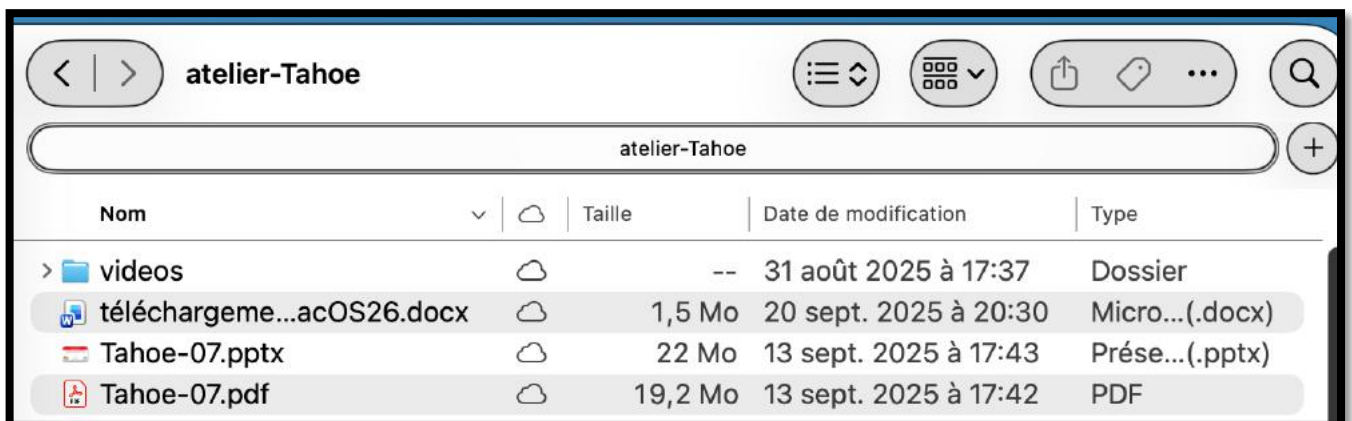 atelier-Tahoe
atelier-Tahoe
Nom Taille Date de modification Type
videos -- 31 août 2025 à 17:37 Dossier
téléchargeme...acOS26.docx 1,5 Mo 20 sept. 2025 à 20:30 Micro...(.docx)
Tahoe-07.pptx 22 Mo 13 sept. 2025 à 17:43 Prése...(.pptx)
Tahoe-07.pdf 19,2 Mo 13 sept. 2025 à 17:42 PDF